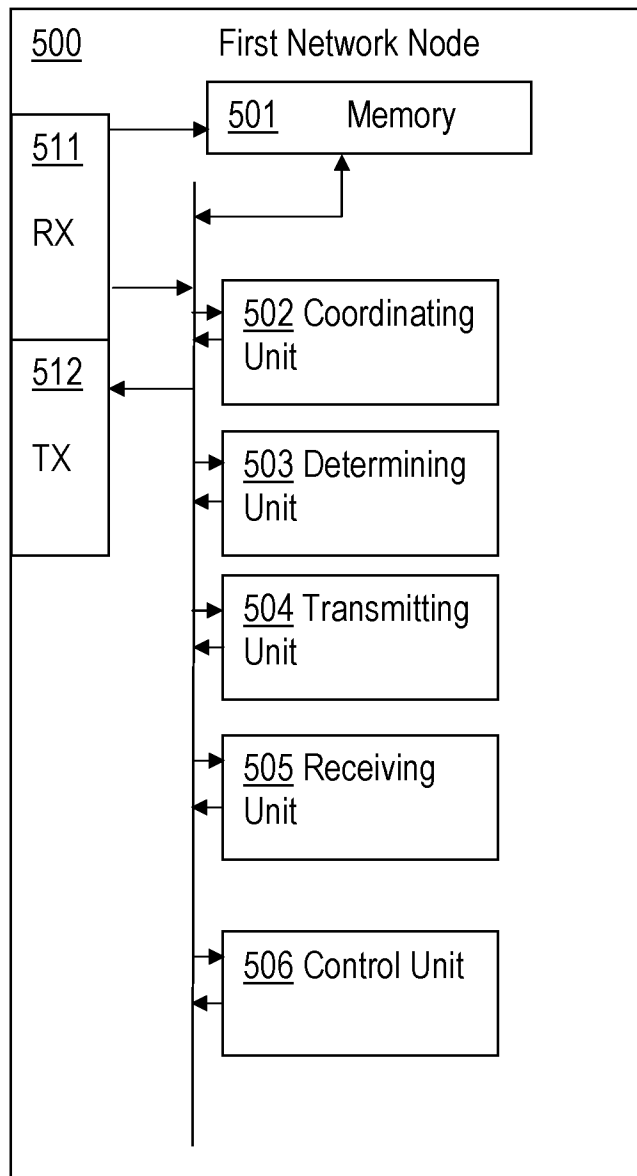 500 First Network Node
501 Memory
511
RX
502 Coordinating
Unit
512
TX
503 Determining
Unit
504 Transmitting
Unit
505 Receiving
Unit
506 Control Unit